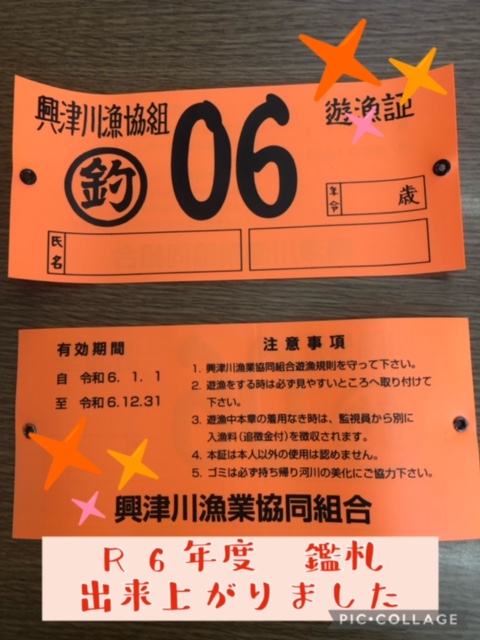 興津川漁協組
遊漁証
釣
06
年令
歳
氏名
有効期間
自 令和6. 1. 1
至 令和6.12.31
注意事項
1. 興津川漁業協同組合遊漁規則を守って下さい。
2. 遊漁をする時は必ず見やすいところへ取り付けて
下さい。
3. 遊漁中本章の着用なき時は、監視員から別に
入漁料(追徴金付)を徴収されます。
4. 本証は本人以外の使用は認めません。
5. ゴミは必ず持ち帰り河川の美化にご協力下さい。
興津川漁業協同組合
R6年度 鑑札
出来上がりました
PIC•COLLAGE